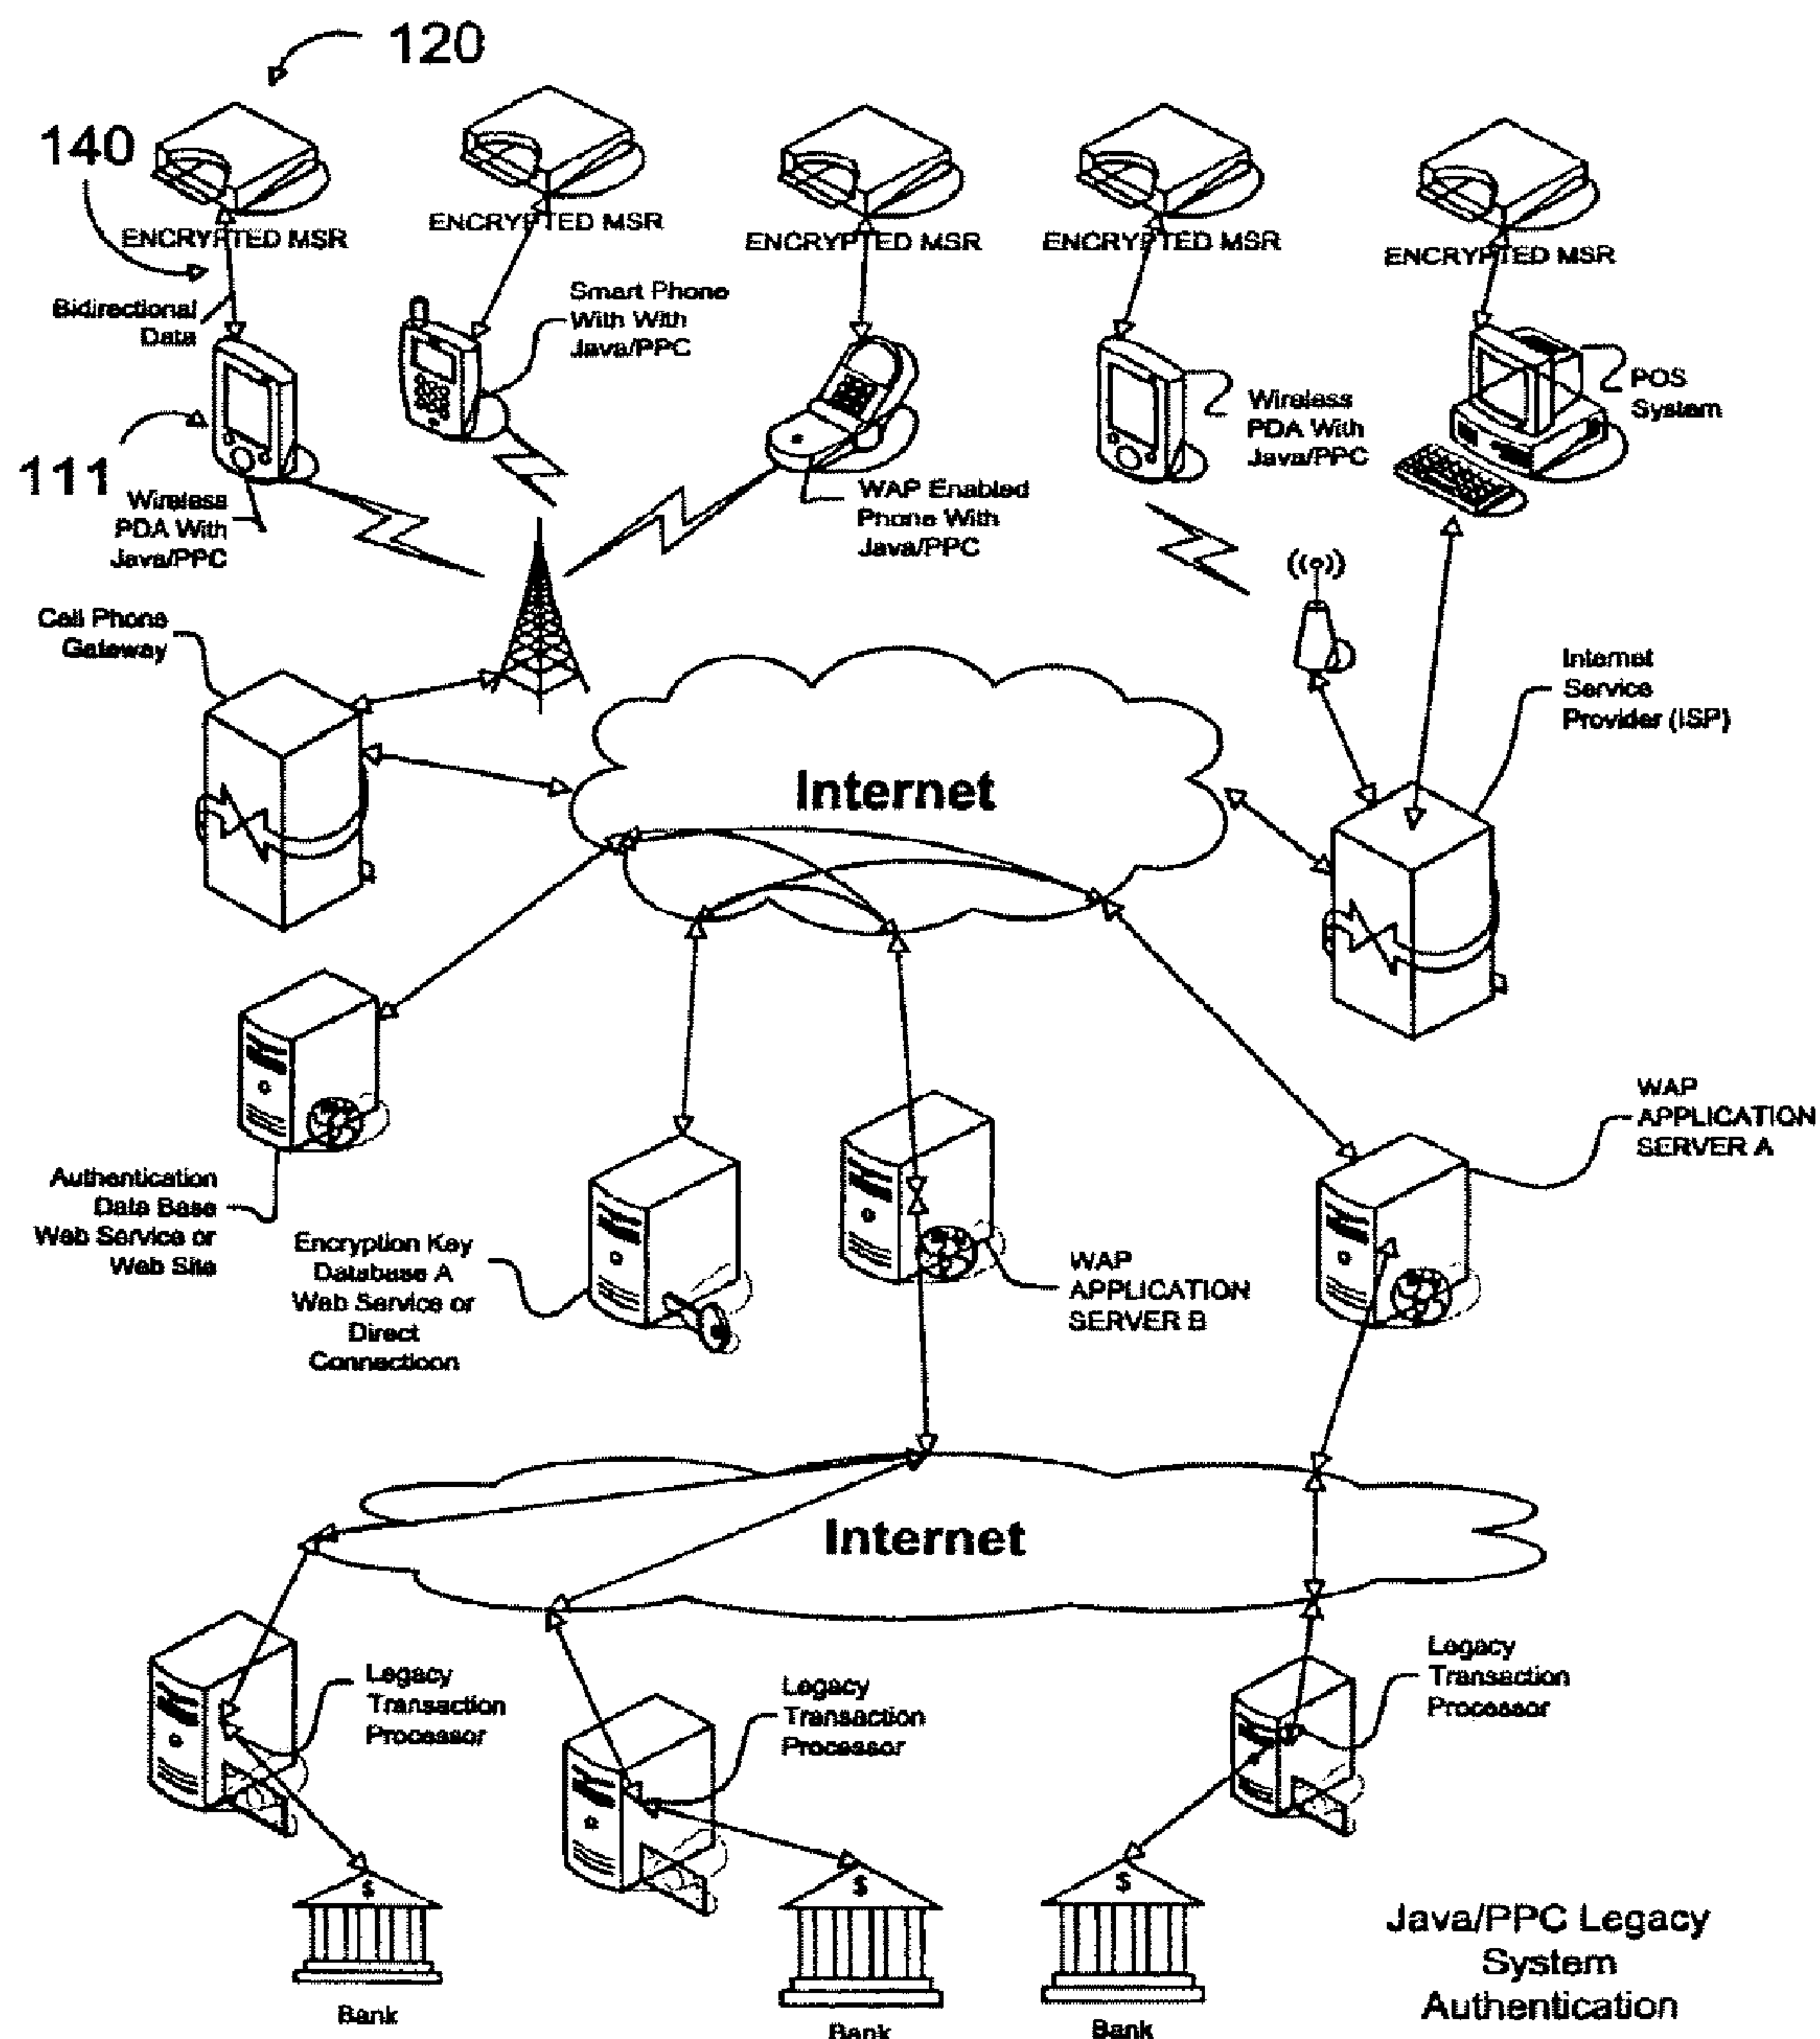 120
140
ENCRYPTED MSR
ENCRYPTED MSR
ENCRYPTED MSR
ENCRYPTED MSR
ENCRYPTED MSR
Bidirectional
Data
Smart Phone
With With
Java/PPC
POS
System
Wireless
PDA With
Java/PPC
111
Wireless
PDA With
Java/PPC
WAP Enabled
Phone With
Java/PPC
((o))
Cell Phone
Gateway
Internet
Service
Provider (ISP)
Internet
WAP
APPLICATION
SERVER A
Authentication
Data Base
Web Service or
Web Site
Encryption Key
Database A
Web Service or
Direct
Connectioon
WAP
APPLICATION
SERVER B
Internet
Legacy
Transaction
Processor
Legacy
Transaction
Processor
Legacy
Transaction
Processor
$
$
$
Bank
Bank
Bank
Java/PPC Legacy
System
Authentication